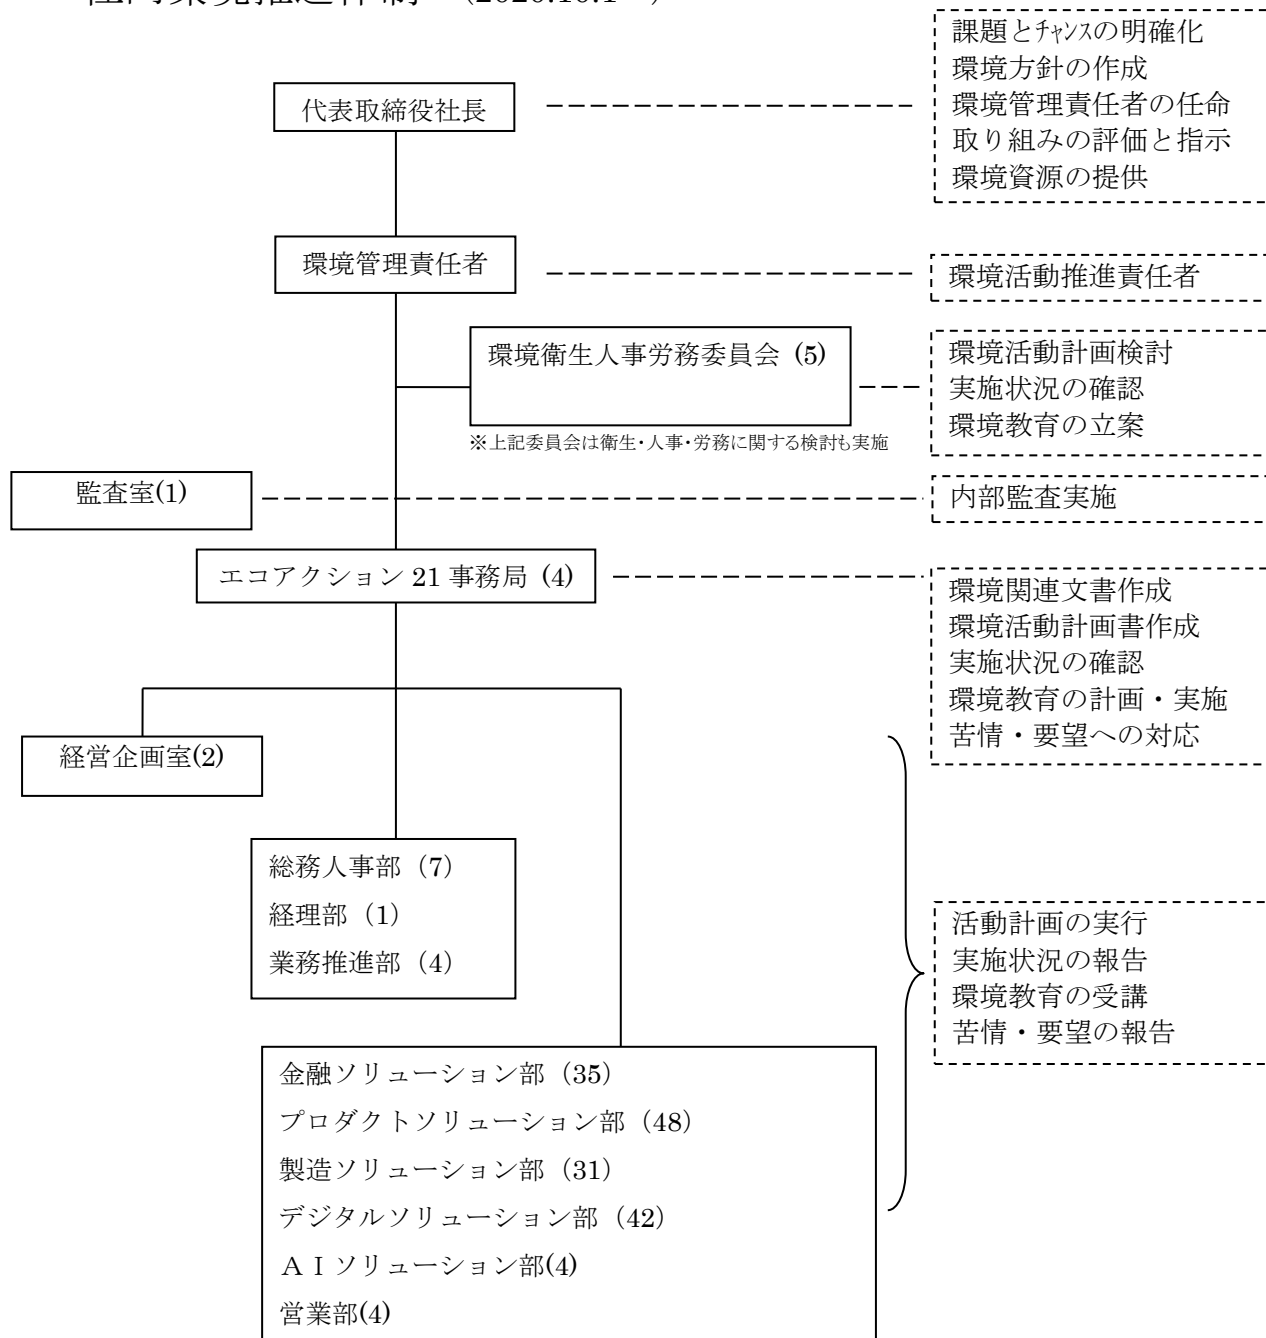 課題とチャンスの明確化
環境方針の作成
環境管理責任者の任命
取り組みの評価と指示
環境資源の提供
代表取締役社長
環境管理責任者
環境活動推進責任者
環境衛生人事労務委員会 (5)
※上記委員会は衛生・人事・労務に関する検討も実施
環境活動計画検討
実施状況の確認
環境教育の立案
監査室(1)
内部監査実施
エコアクション 21 事務局 (4)
環境関連文書作成
環境活動計画書作成
実施状況の確認
環境教育の計画・実施
苦情・要望への対応
経営企画室(2)
総務人事部（7）
経理部（1）
業務推進部（4）
活動計画の実行
実施状況の報告
環境教育の受講
苦情・要望の報告
金融ソリューション部（35）
プロダクトソリューション部（48）
製造ソリューション部（31）
デジタルソリューション部（42）
ＡＩソリューション部(4)
営業部(4)